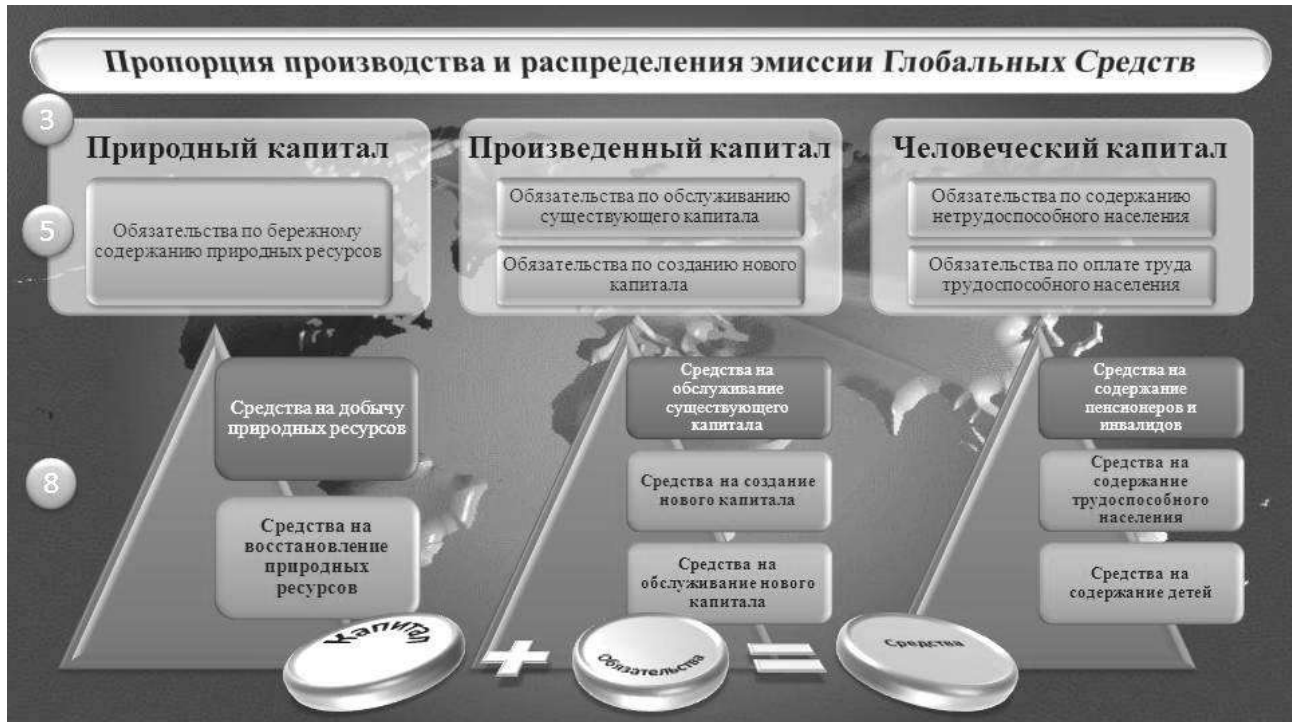 Пропорция производства и распределения эмиссии Глобальных Средств
3
Природный капитал
Произведенный капитал
Человеческий капитал
5
Обязательства по бережному
содержанию природных ресурсов
Обязательства по обслуживанию
существующего капитала
Обязательства по созданию нового
капитала
Обязательства по содержанию
нетрудоспособного населения
Обязательства по оплате труда
трудоспособного населения
8
Средства на добычу
природных ресурсов
Средства на
восстановление
природных
ресурсов
Средства на
обслуживание
существующего
капитала
Средства на создание
нового капитала
Средства на
обслуживание нового
капитала
Средства на
содержание
пенсионеров и
инвалидов
Средства на
содержание
трудоспособного
населения
Средства на
содержание детей
Капитал
+
Обязательства
=
Средства